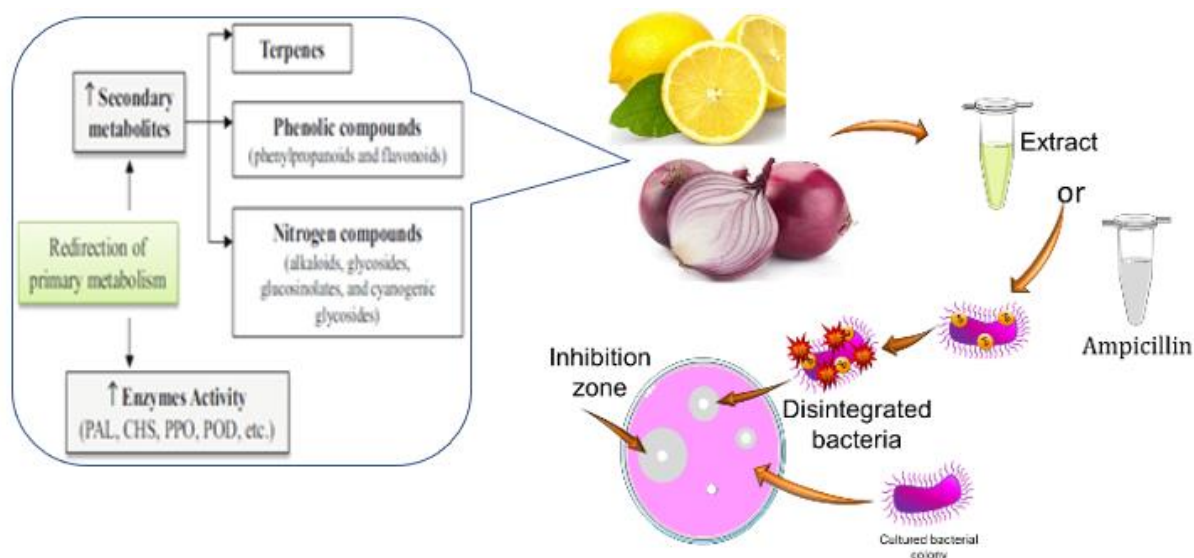 Terpenes
↑ Secondary
metabolites
Phenolic compounds
(phenylpropanoids and flavonoids)
Redirection of
primary metabolism
Nitrogen compounds
(alkaloids, glycosides,
glucosinolates, and cyanogenic
glycosides)
↑ Enzymes Activity
(PAL, CHS, PPO, POD, etc.)
Extract
or
Ampicillin
Inhibition
zone
Disintegrated
bacteria
Cultured bacterial
colony